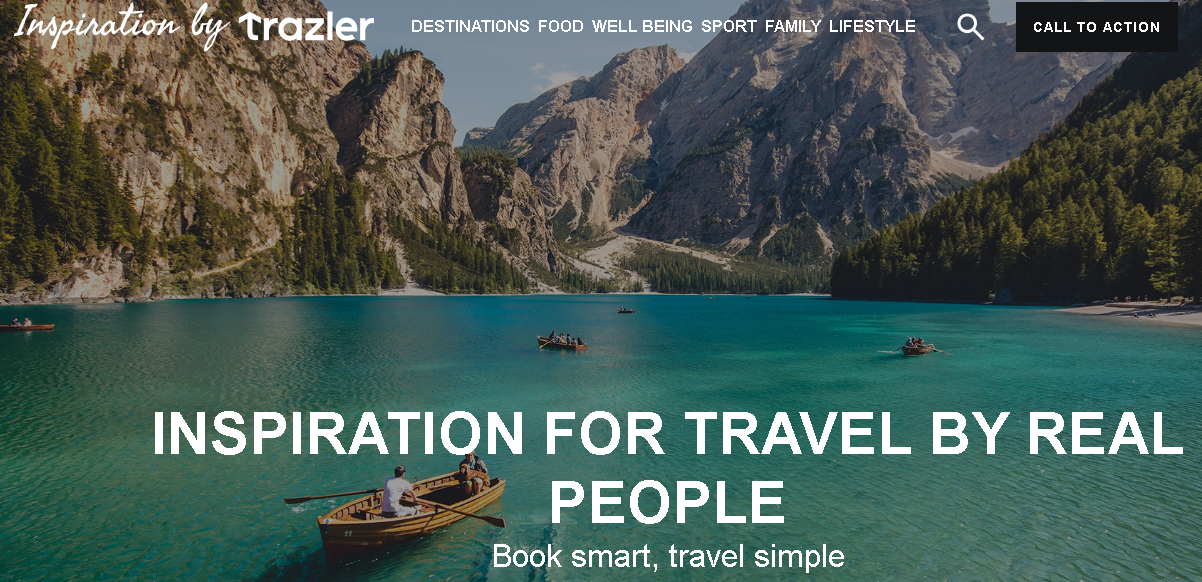 Inspiration by trazler
DESTINATIONS FOOD WELL BEING SPORT FAMILY LIFESTYLE
CALL TO ACTION
INSPIRATION FOR TRAVEL BY REAL
PEOPLE
Book smart, travel simple
11